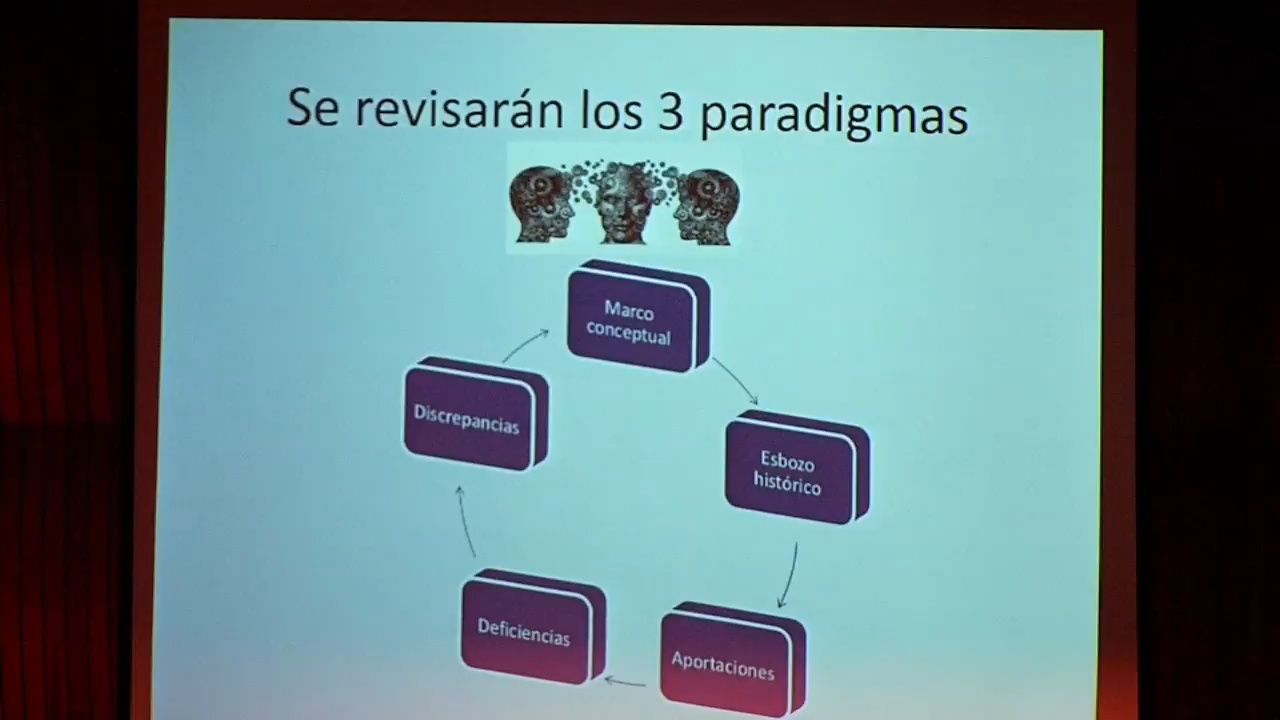 Se revisarán los 3 paradigmas
Marco
conceptual
Esbozo
histórico
Aportaciones
Deficiencias
Discrepancias